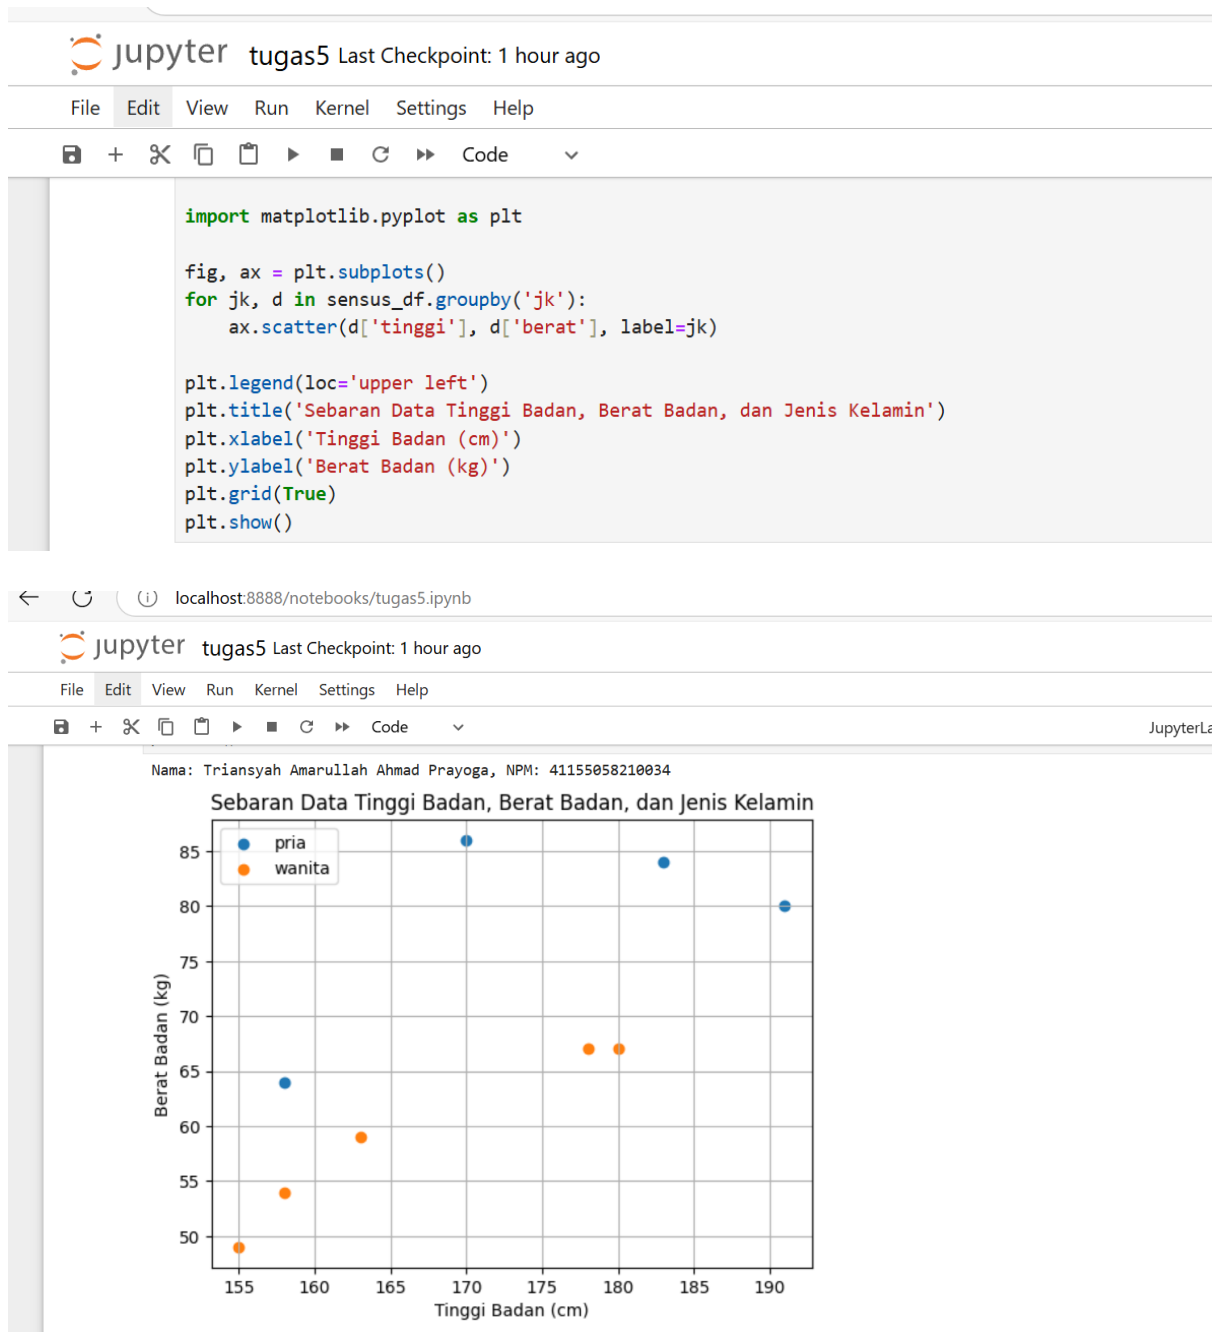 jupyter tugas5 Last Checkpoint: 1 hour ago
File Edit View Run Kernel Settings Help
Code
import matplotlib.pyplot as plt
fig, ax = plt.subplots()
for jk, d in sensus_df.groupby('jk'):
    ax.scatter(d['tinggi'], d['berat'], label=jk)
plt.legend(loc='upper left')
plt.title('Sebaran Data Tinggi Badan, Berat Badan, dan Jenis Kelamin')
plt.xlabel('Tinggi Badan (cm)')
plt.ylabel('Berat Badan (kg)')
plt.grid(True)
plt.show()
localhost:8888/notebooks/tugas5.ipynb
jupyter tugas5 Last Checkpoint: 1 hour ago
File Edit View Run Kernel Settings Help
Code
JupyterLa
Nama: Triansyah Amarullah Ahmad Prayoga, NPM: 41155058210034
Sebaran Data Tinggi Badan, Berat Badan, dan Jenis Kelamin
pria
wanita
85
80
75
70
65
60
55
50
Berat Badan (kg)
155 160 165 170 175 180 185 190
Tinggi Badan (cm)